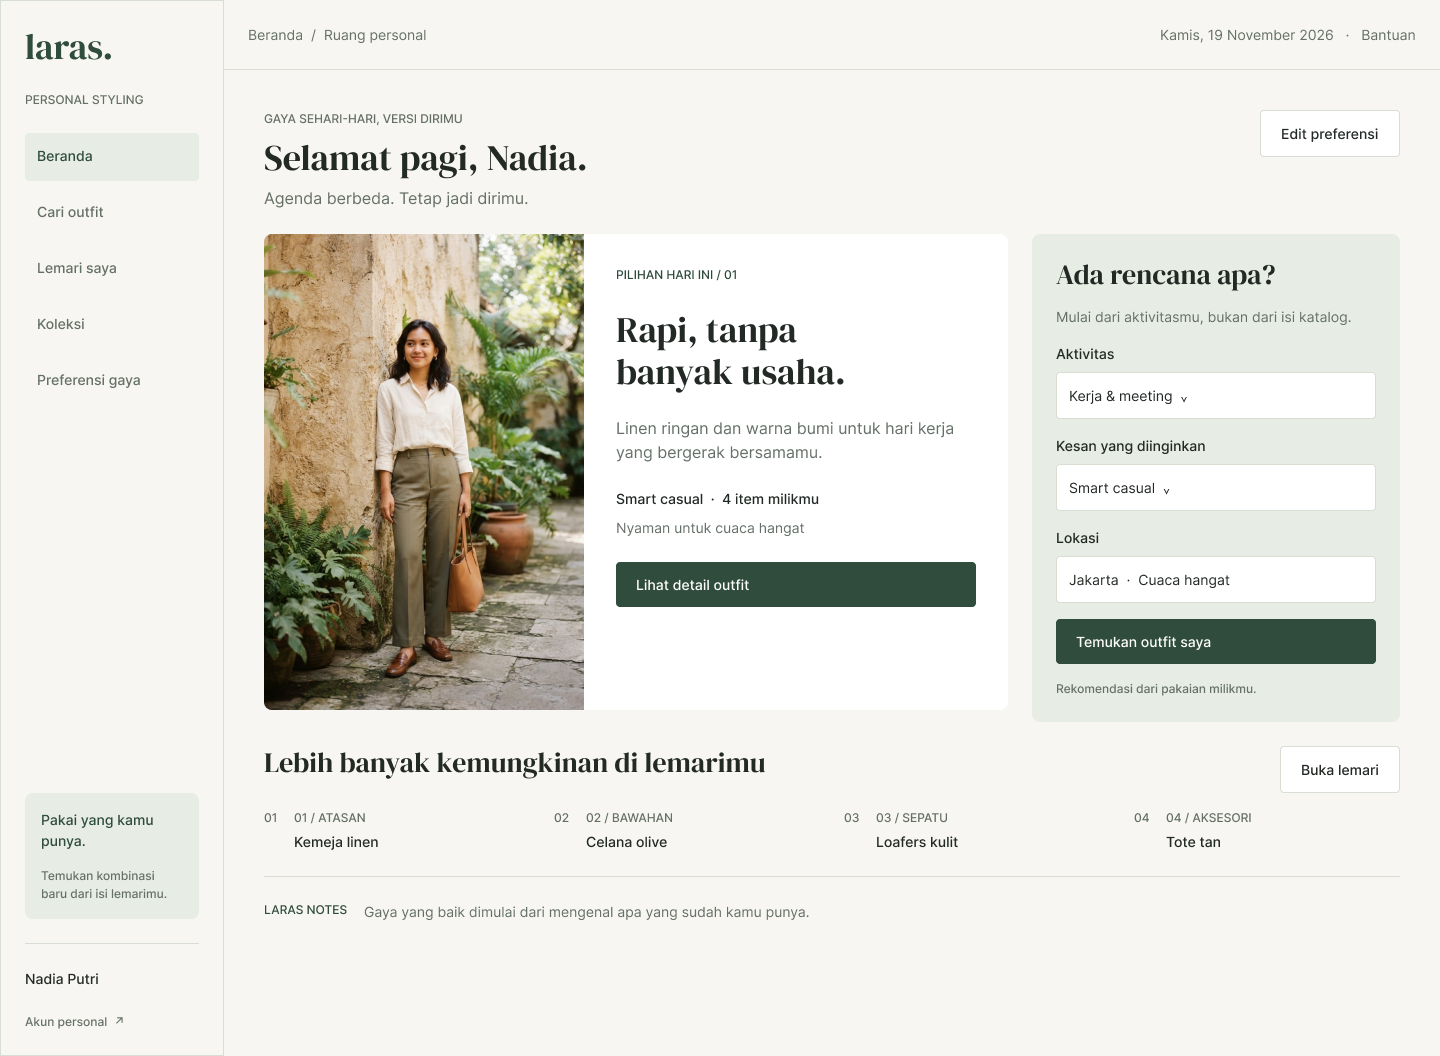 laras.
PERSONAL STYLING
Beranda
Cari outfit
Lemari saya
Koleksi
Preferensi gaya
Pakai yang kamu
punya.
Temukan kombinasi
baru dari isi lemarimu.
Nadia Putri
Akun personal ↗
Beranda / Ruang personal
Kamis, 19 November 2026 · Bantuan
GAYA SEHARI-HARI, VERSI DIRIMU
Selamat pagi, Nadia.
Agenda berbeda. Tetap jadi dirimu.
Edit preferensi
PILIHAN HARI INI / 01
Rapi, tanpa
banyak usaha.
Linen ringan dan warna bumi untuk hari kerja
yang bergerak bersamamu.
Smart casual · 4 item milikmu
Nyaman untuk cuaca hangat
Lihat detail outfit
Ada rencana apa?
Mulai dari aktivitasmu, bukan dari isi katalog.
Aktivitas
Kerja & meeting
Kesan yang diinginkan
Smart casual
Lokasi
Jakarta · Cuaca hangat
Temukan outfit saya
Rekomendasi dari pakaian milikmu.
Lebih banyak kemungkinan di lemarimu
Buka lemari
01 01 / ATASAN
Kemeja linen
02 02 / BAWAHAN
Celana olive
03 03 / SEPATU
Loafers kulit
04 04 / AKSESORI
Tote tan
LARAS NOTES Gaya yang baik dimulai dari mengenal apa yang sudah kamu punya.